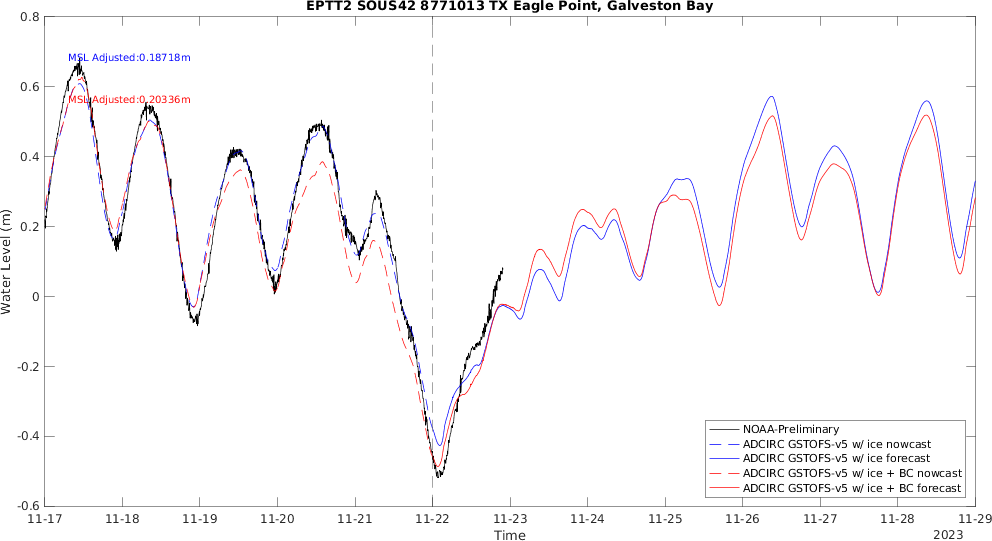 EPTT2 SOUS42 8771013 TX Eagle Point, Galveston Bay
0.8
0.6
0.4
0.2
0
-0.2
-0.4
-0.6
Water Level (m)
MSL Adjusted:0.18718m
MSL Adjusted:0.20336m
NOAA-Preliminary
ADCIRC GSTOFS-v5 w/ ice nowcast
ADCIRC GSTOFS-v5 w/ ice forecast
ADCIRC GSTOFS-v5 w/ ice + BC nowcast
ADCIRC GSTOFS-v5 w/ ice + BC forecast
11-17 11-18 11-19 11-20 11-21 11-22 11-23 11-24 11-25 11-26 11-27 11-28 11-29
Time
2023